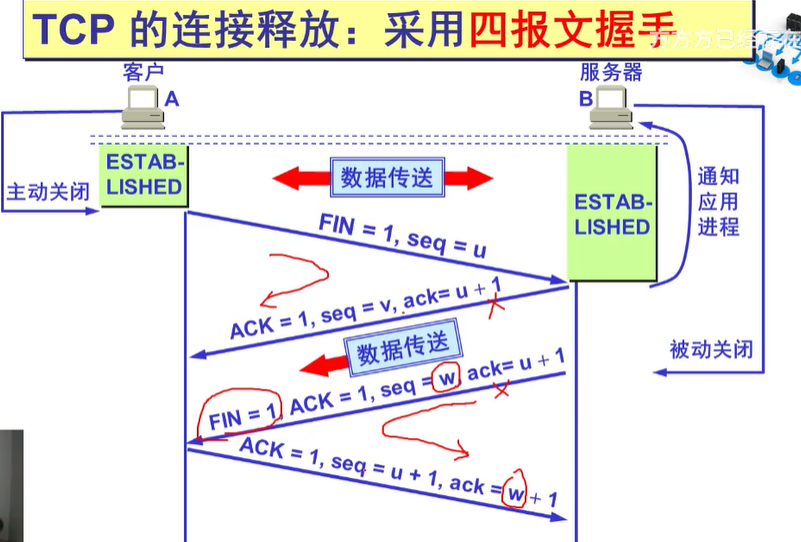 TCP 的连接释放：采用四报文握手
客户
服务器
A
B
ESTAB-
LISHED
主动关闭
数据传送
ESTAB-
LISHED
通知
应用
进程
FIN = 1, seq = u
ACK = 1, seq = v, ack= u + 1
数据传送
被动关闭
FIN = 1, ACK = 1, seq = w, ack= u + 1
ACK = 1, seq = u + 1, ack = w + 1